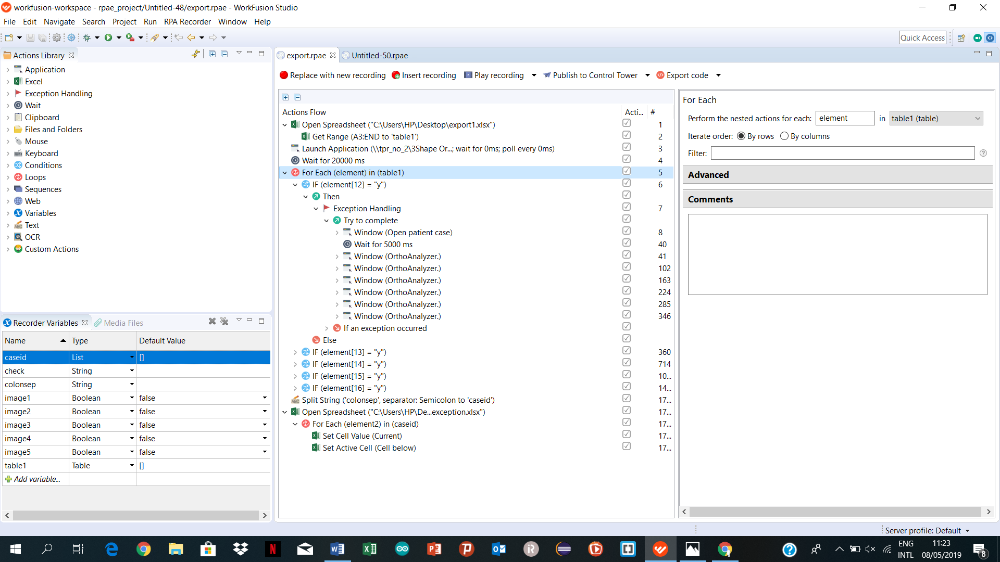 workfusion-workspace - rpae_project/Untitled-48/export.rpae - WorkFusion Studio
File Edit Navigate Search Project Run RPA Recorder Window Help
Quick Access
Actions Library
Application
Excel
Exception Handling
Wait
Clipboard
Files and Folders
Mouse
Keyboard
Conditions
Loops
Sequences
Web
Variables
Text
OCR
Custom Actions
Recorder Variables Media Files
Name Type Default Value
caseid List []
check String
colonsep String
image1 Boolean false
image2 Boolean false
image3 Boolean false
image4 Boolean false
image5 Boolean false
table1 Table []
Add variable...
export.rpae Untitled-50.rpae
Replace with new recording Insert recording Play recording Publish to Control Tower Export code
Actions Flow Acti... #
Open Spreadsheet ("C:\Users\HP\Desktop\export1.xlsx") 1
Get Range (A3:END to 'table1') 2
Launch Application (\\tpr_no_2\3Shape Or...; wait for 0ms; poll every 0ms) 3
Wait for 20000 ms 4
For Each (element) in (table1) 5
IF (element[12] = "y") 6
Then
Exception Handling 7
Try to complete
Window (Open patient case) 8
Wait for 5000 ms 40
Window (OrthoAnalyzer.) 41
Window (OrthoAnalyzer.) 102
Window (OrthoAnalyzer.) 163
Window (OrthoAnalyzer.) 224
Window (OrthoAnalyzer.) 285
Window (OrthoAnalyzer.) 346
If an exception occurred
Else
IF (element[13] = "y") 360
IF (element[14] = "y") 714
IF (element[15] = "y") 10...
IF (element[16] = "y") 14...
Split String ('colonsep', separator: Semicolon to 'caseid') 17...
Open Spreadsheet ("C:\Users\HP\De...exception.xlsx") 17...
For Each (element2) in (caseid) 17...
Set Cell Value (Current) 17...
Set Active Cell (Cell below) 17...
For Each
Perform the nested actions for each: element in table1 (table)
Iterate order: By rows By columns
Filter:
Advanced
Comments
Server profile: Default
ENG
INTL
11:23
08/05/2019
8